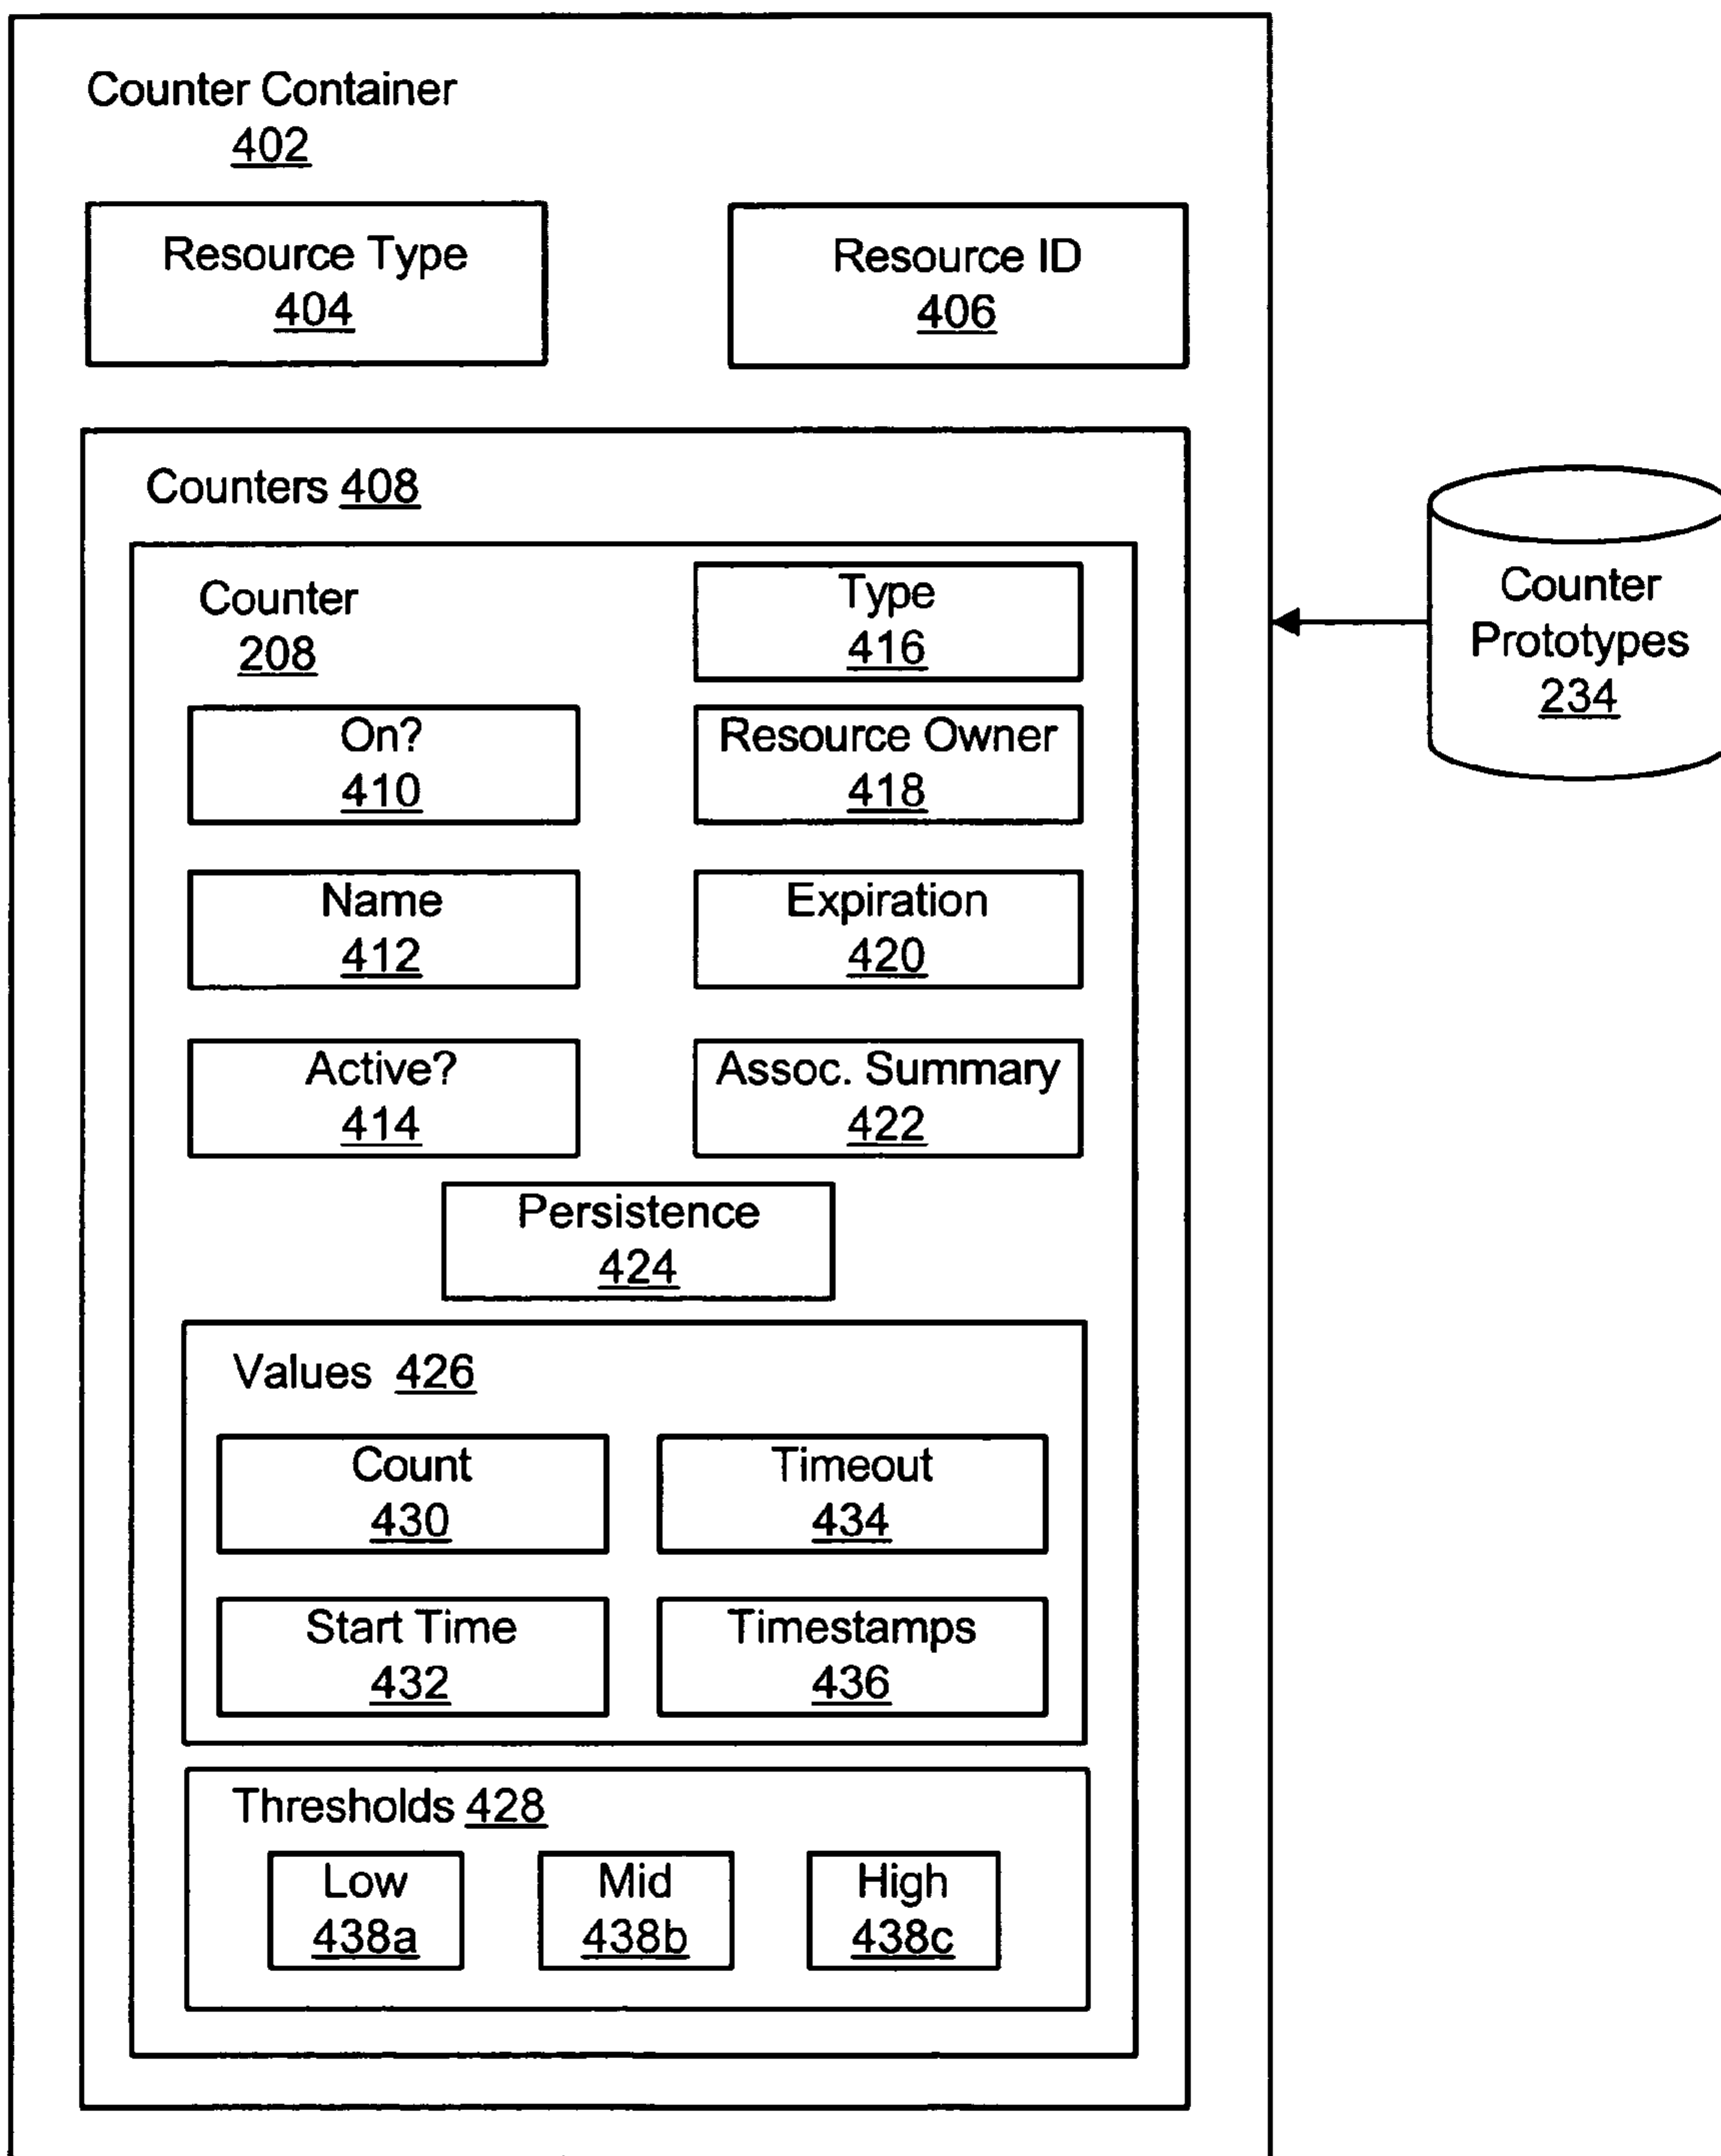 Counter Container
402
Resource Type
404
Resource ID
406
Counters 408
Counter
208
Type
416
On?
410
Resource Owner
418
Name
412
Expiration
420
Active?
414
Assoc. Summary
422
Persistence
424
Values 426
Count
430
Timeout
434
Start Time
432
Timestamps
436
Thresholds 428
Low
438a
Mid
438b
High
438c
Counter
Prototypes
234